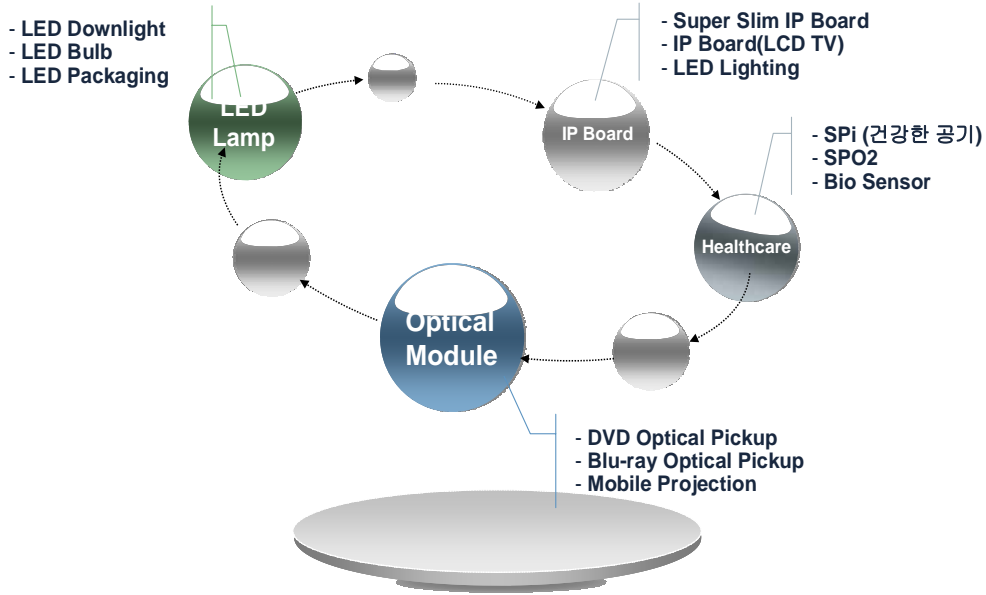 - LED Downlight
- LED Bulb
- LED Packaging
LED
Lamp
- Super Slim IP Board
- IP Board(LCD TV)
- LED Lighting
IP Board
- SPi (건강한 공기)
- SPO2
- Bio Sensor
Healthcare
Optical
Module
- DVD Optical Pickup
- Blu-ray Optical Pickup
- Mobile Projection